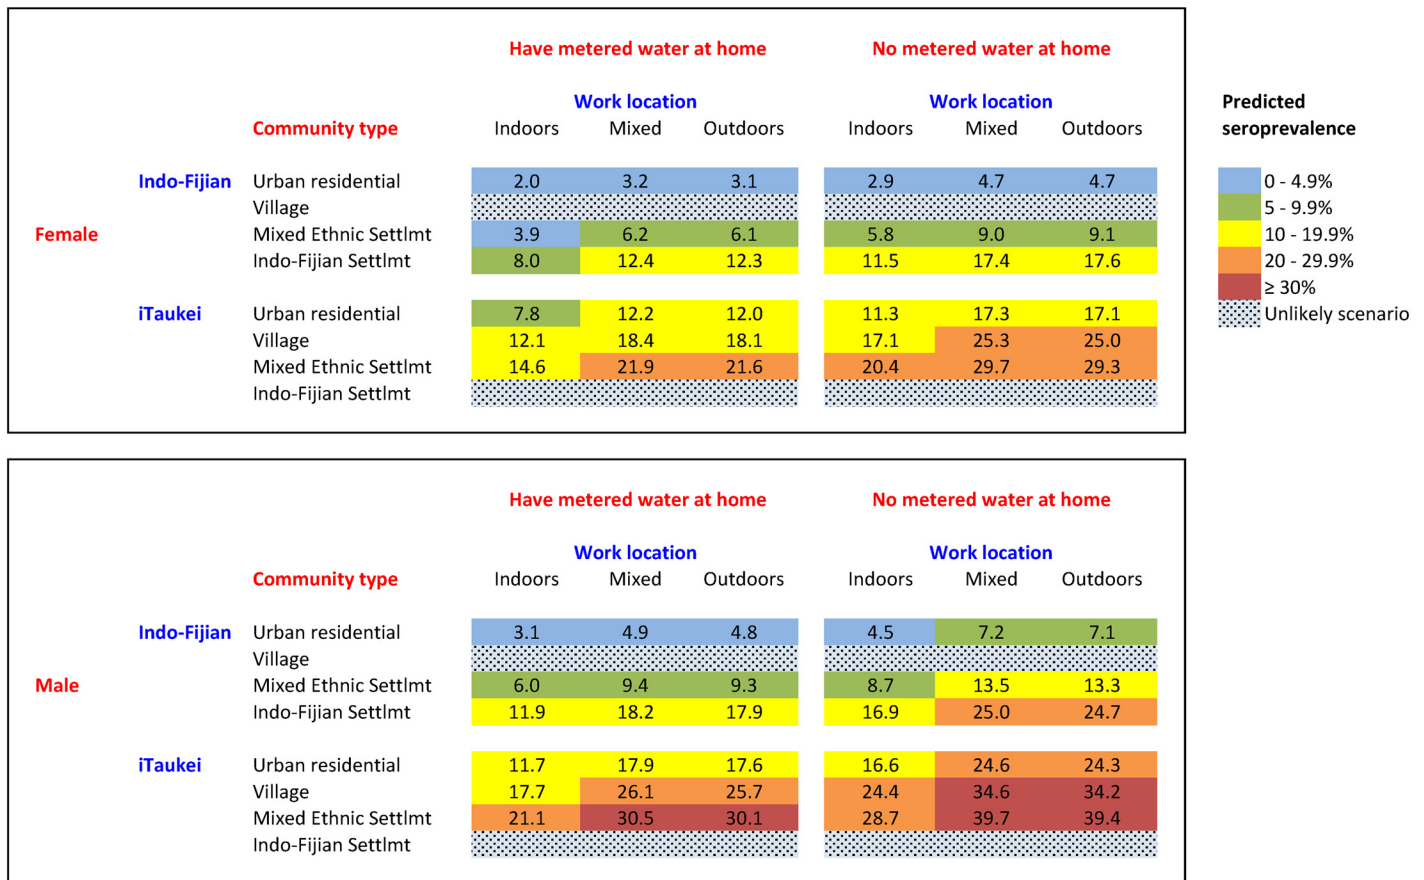 Have metered water at home No metered water at home
Work location Work location Predicted
Community type Indoors Mixed Outdoors Indoors Mixed Outdoors seroprevalence
Indo-Fijian Urban residential 2.0 3.2 3.1 2.9 4.7 4.7 0 - 4.9%
Village 5 - 9.9%
Female Mixed Ethnic Settlmt 3.9 6.2 6.1 5.8 9.0 9.1 10 - 19.9%
Indo-Fijian Settlmt 8.0 12.4 12.3 11.5 17.4 17.6 20 - 29.9%
≥ 30%
iTaukei Urban residential 7.8 12.2 12.0 11.3 17.3 17.1 Unlikely scenario
Village 12.1 18.4 18.1 17.1 25.3 25.0
Mixed Ethnic Settlmt 14.6 21.9 21.6 20.4 29.7 29.3
Indo-Fijian Settlmt
Have metered water at home No metered water at home
Work location Work location
Community type Indoors Mixed Outdoors Indoors Mixed Outdoors
Indo-Fijian Urban residential 3.1 4.9 4.8 4.5 7.2 7.1
Village
Male Mixed Ethnic Settlmt 6.0 9.4 9.3 8.7 13.5 13.3
Indo-Fijian Settlmt 11.9 18.2 17.9 16.9 25.0 24.7
iTaukei Urban residential 11.7 17.9 17.6 16.6 24.6 24.3
Village 17.7 26.1 25.7 24.4 34.6 34.2
Mixed Ethnic Settlmt 21.1 30.5 30.1 28.7 39.7 39.4
Indo-Fijian Settlmt